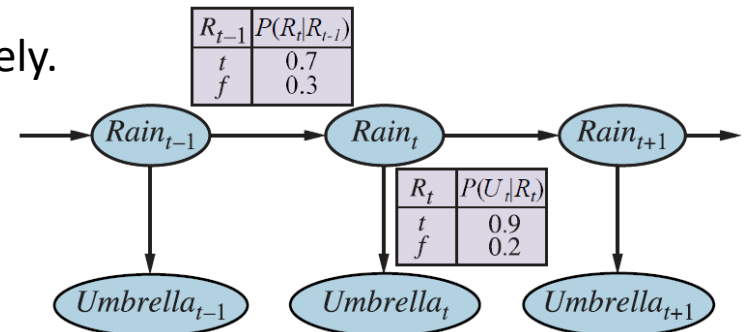 ely.
R_{t-1} P(R_t|R_{t-1})
t 0.7
f 0.3
Rain_{t-1} Rain_t Rain_{t+1}
R_t P(U_t|R_t)
t 0.9
f 0.2
Umbrella_{t-1} Umbrella_t Umbrella_{t+1}